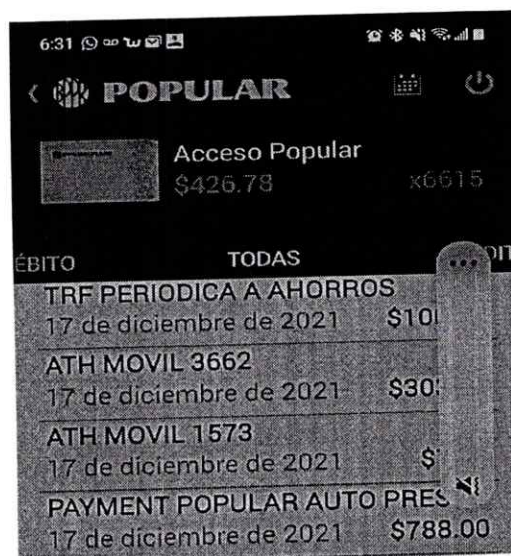 6:31
POPULAR
Acceso Popular
$426.78 x6615
ÉBITO TODAS
TRF PERIODICA A AHORROS
17 de diciembre de 2021
ATH MOVIL 3662
17 de diciembre de 2021
ATH MOVIL 1573
17 de diciembre de 2021
PAYMENT POPULAR AUTO PRES
17 de diciembre de 2021 $788.00